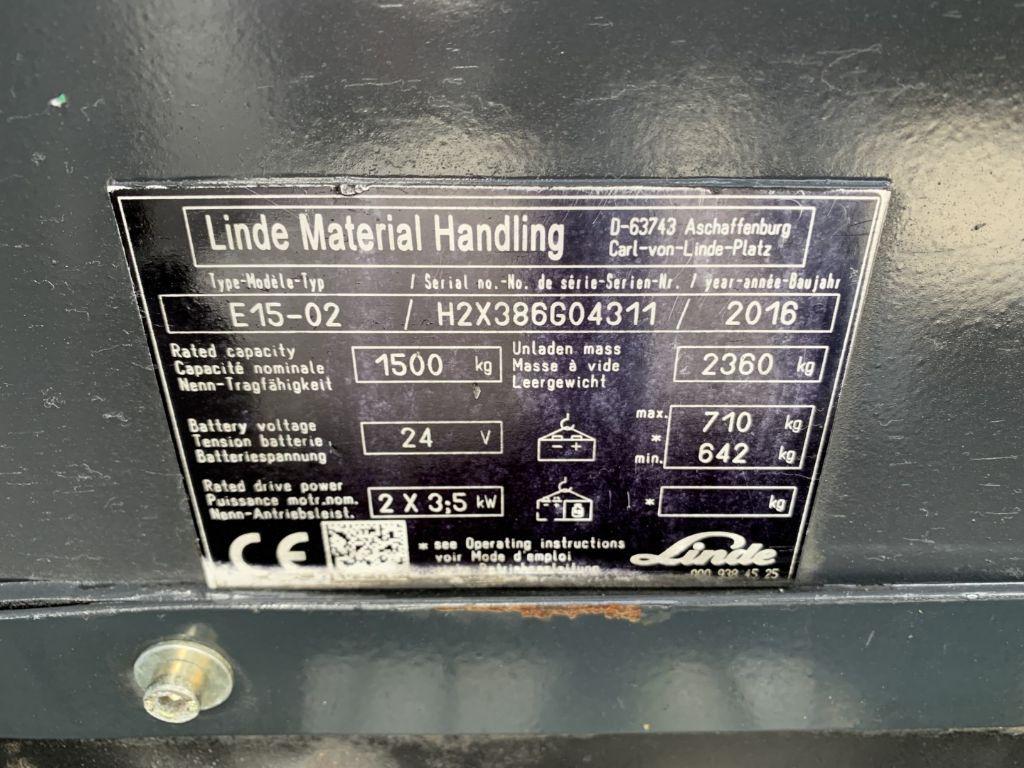 Linde Material Handling
D-63743 Aschaffenburg
Carl-von-Linde-Platz
Type-Modèle-Typ / Serial no.-No. de série-Serien-Nr. / year-année-Baujahr
E15-02 / H2X386G04311 / 2016
Rated capacity
Capacité nominale
Nenn-Tragfähigkeit
1500 kg
Unladen mass
Masse à vide
Leergewicht
2360 kg
Battery voltage
Tension batterie
Batteriespannung
24 V
- +
max. 710 kg
*
min. 642 kg
Rated drive power
Puissance motr.nom.
Nenn-Antriebsleist.
2 X 3,5 kW
* kg
CE
* see Operating instructions
voir Mode d'emploi
Betriebsanleitung
Linde
000 938 45 25